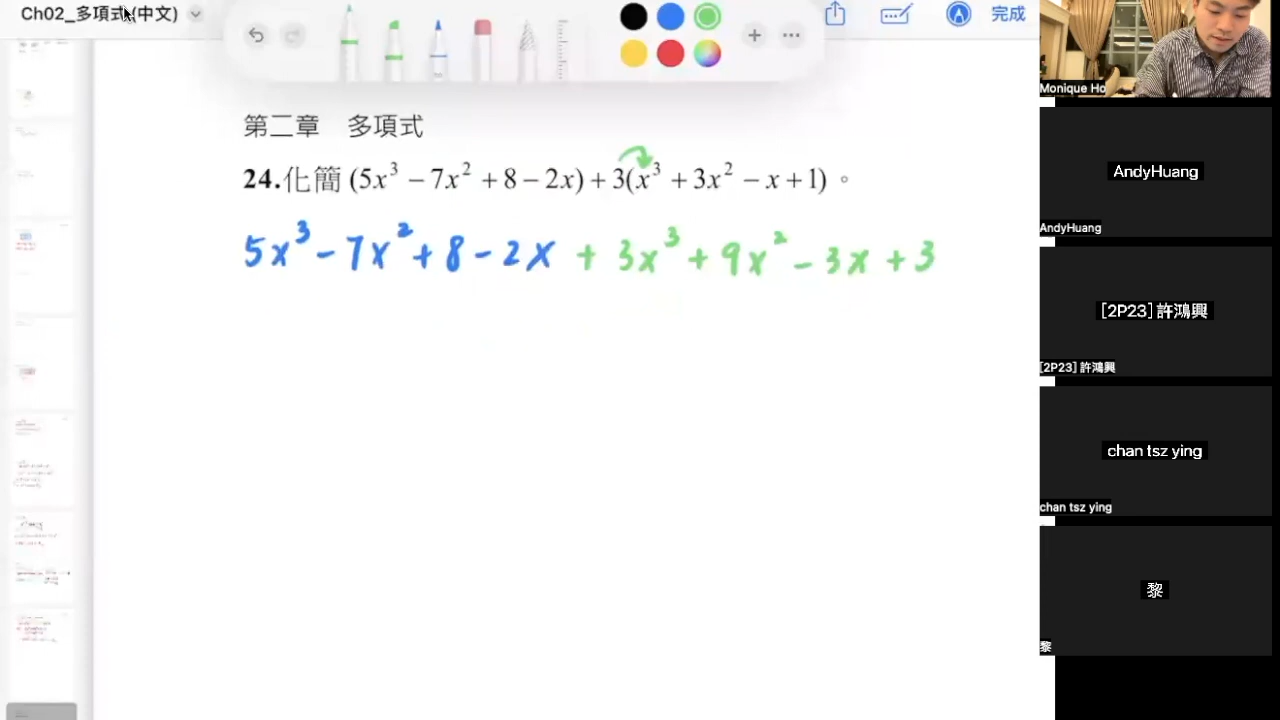 Ch02_多項式(中文)
完成
第二章 多項式
24.化簡 (5x³ − 7x² + 8 − 2x) + 3(x³ + 3x² − x + 1)。
5x³ − 7x² + 8 − 2x + 3x³ + 9x² − 3x + 3
Monique Ho
AndyHuang
AndyHuang
[2P23] 許鴻興
[2P23] 許鴻興
chan tsz ying
chan tsz ying
黎
黎